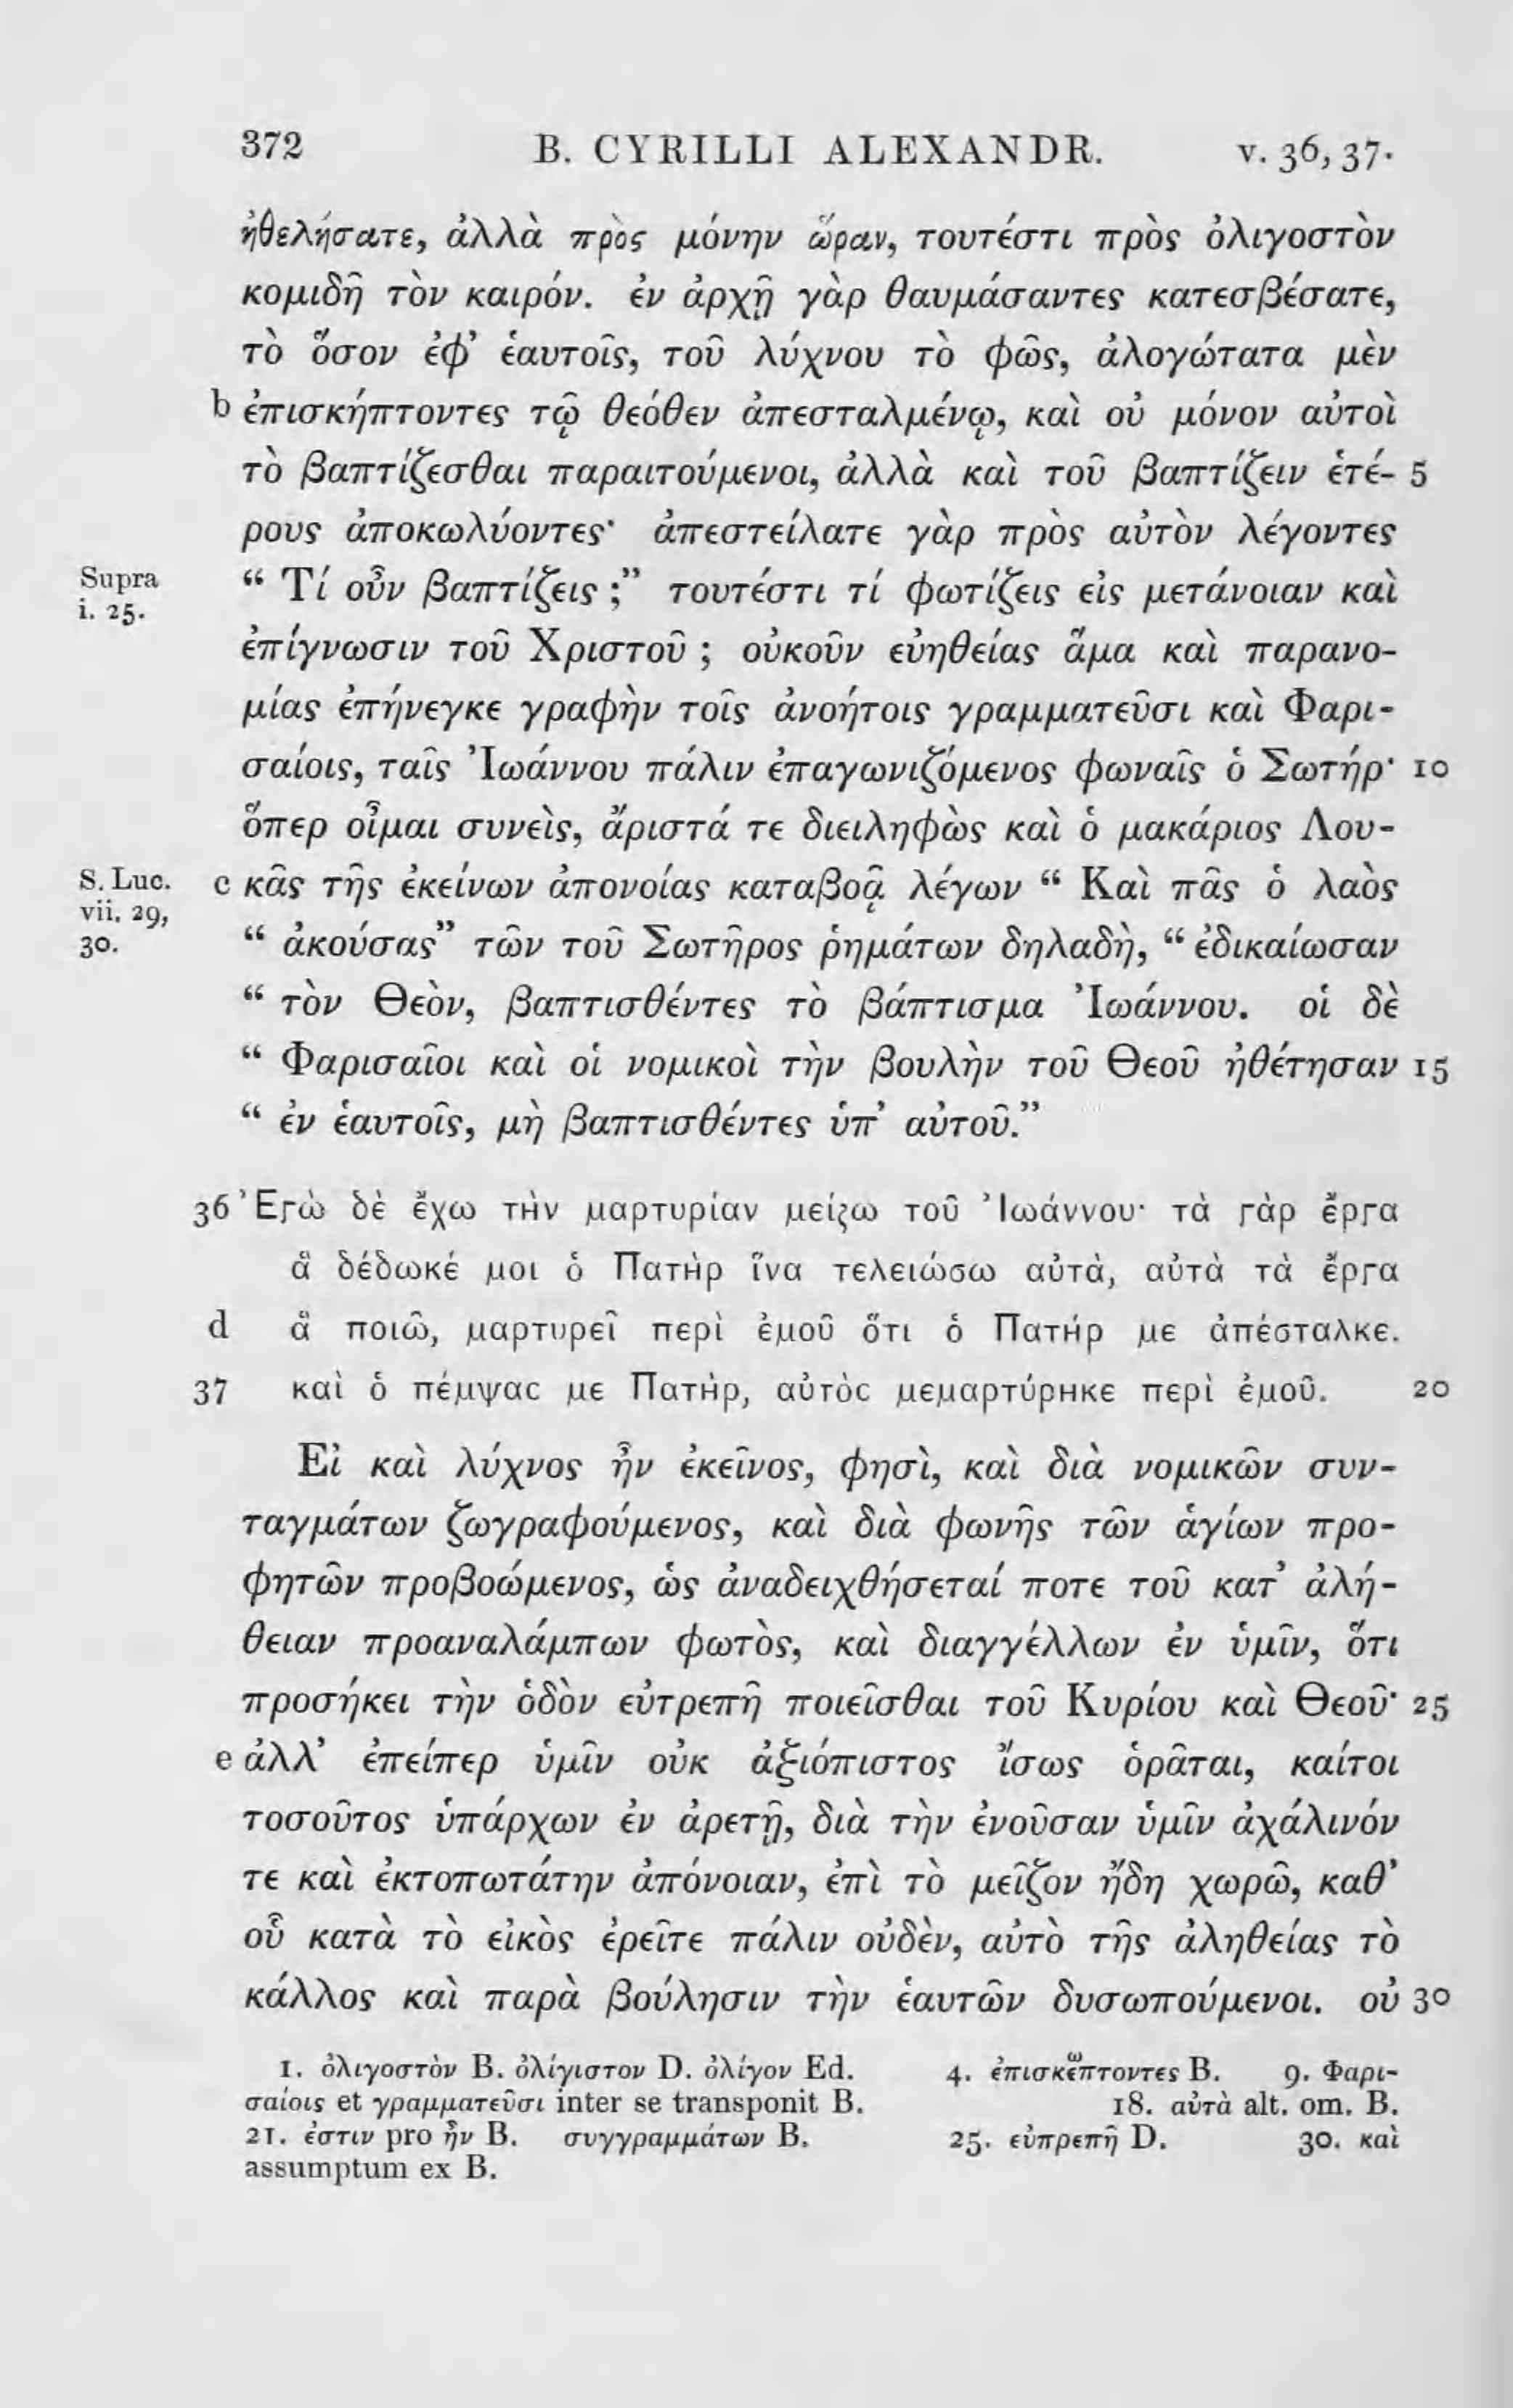 372 B. CYRILLI ALEXANDR. v. 36, 37.
ἠθελήσατε, ἀλλὰ πρὸς μόνην ὥραν, τουτέστι πρὸς ὀλιγοστὸν
κομιδῆ τὸν καιρόν. ἐν ἀρχῇ γὰρ θαυμάσαντες κατεσβέσατε,
τὸ ὅσον ἐφ’ ἑαυτοῖς, τοῦ λύχνου τὸ φῶς, ἀλογώτατα μὲν
b ἐπισκήπτοντες τῷ θεόθεν ἀπεσταλμένῳ, καὶ οὐ μόνον αὐτοὶ
τὸ βαπτίζεσθαι παραιτούμενοι, ἀλλὰ καὶ τοῦ βαπτίζειν ἑτέ- 5
ρους ἀποκωλύοντες· ἀπεστείλατε γὰρ πρὸς αὐτὸν λέγοντες
Supra i. 25. “ Τί οὖν βαπτίζεις ;” τουτέστι τί φωτίζεις εἰς μετάνοιαν καὶ
ἐπίγνωσιν τοῦ Χριστοῦ ; οὐκοῦν εὐηθείας ἅμα καὶ παρανο-
μίας ἐπήνεγκε γραφὴν τοῖς ἀνοήτοις γραμματεῦσι καὶ Φαρι-
σαίοις, ταῖς Ἰωάννου πάλιν ἐπαγωνιζόμενος φωναῖς ὁ Σωτήρ· 10
ὅπερ οἶμαι συνεὶς, ἄριστά τε διειληφὼς καὶ ὁ μακάριος Λου-
S. Luc. vii. 29, 30. c κᾶς τῆς ἐκείνων ἀπονοίας καταβοᾷ λέγων “ Καὶ πᾶς ὁ λαὸς
“ ἀκούσας” τῶν τοῦ Σωτῆρος ῥημάτων δηλαδὴ, “ ἐδικαίωσαν
“ τὸν Θεὸν, βαπτισθέντες τὸ βάπτισμα Ἰωάννου. οἱ δὲ
“ Φαρισαῖοι καὶ οἱ νομικοὶ τὴν βουλὴν τοῦ Θεοῦ ἠθέτησαν 15
“ ἐν ἑαυτοῖς, μὴ βαπτισθέντες ὑπ’ αὐτοῦ.”
36 Ἐγὼ δὲ ἔχω τὴν μαρτυρίαν μείζω τοῦ Ἰωάννου· τὰ γὰρ ἔργα
ἃ δέδωκέ μοι ὁ Πατὴρ ἵνα τελειώσω αὐτὰ, αὐτὰ τὰ ἔργα
d ἃ ποιῶ, μαρτυρεῖ περὶ ἐμοῦ ὅτι ὁ Πατήρ με ἀπέσταλκε.
37 καὶ ὁ πέμψας με Πατὴρ, αὐτὸς μεμαρτύρηκε περὶ ἐμοῦ. 20
Εἰ καὶ λύχνος ἦν ἐκεῖνος, φησὶ, καὶ διὰ νομικῶν συν-
ταγμάτων ζωγραφούμενος, καὶ διὰ φωνῆς τῶν ἁγίων προ-
φητῶν προβοώμενος, ὡς ἀναδειχθήσεταί ποτε τοῦ κατ’ ἀλή-
θειαν προαναλάμπων φωτὸς, καὶ διαγγέλλων ἐν ὑμῖν, ὅτι
προσήκει τὴν ὁδὸν εὐτρεπῆ ποιεῖσθαι τοῦ Κυρίου καὶ Θεοῦ· 25
e ἀλλ’ ἐπείπερ ὑμῖν οὐκ ἀξιόπιστος ἴσως ὁρᾶται, καίτοι
τοσοῦτος ὑπάρχων ἐν ἀρετῇ, διὰ τὴν ἐνοῦσαν ὑμῖν ἀχάλινόν
τε καὶ ἐκτοπωτάτην ἀπόνοιαν, ἐπὶ τὸ μεῖζον ἤδη χωρῶ, καθ’
οὗ κατὰ τὸ εἰκὸς ἐρεῖτε πάλιν οὐδὲν, αὐτὸ τῆς ἀληθείας τὸ
κάλλος καὶ παρὰ βούλησιν τὴν ἑαυτῶν δυσωπούμενοι. οὐ 30
1. ὀλιγοστὸν B. ὀλίγιστον D. ὀλίγον Ed. 4. ἐπισκέπτοντες B. 9. Φαρι-
σαίοις et γραμματεῦσι inter se transponit B. 18. αὐτὰ alt. om. B.
21. ἐστιν pro ἦν B. συγγραμμάτων B. 25. εὐπρεπῆ D. 30. καὶ
assumptum ex B.